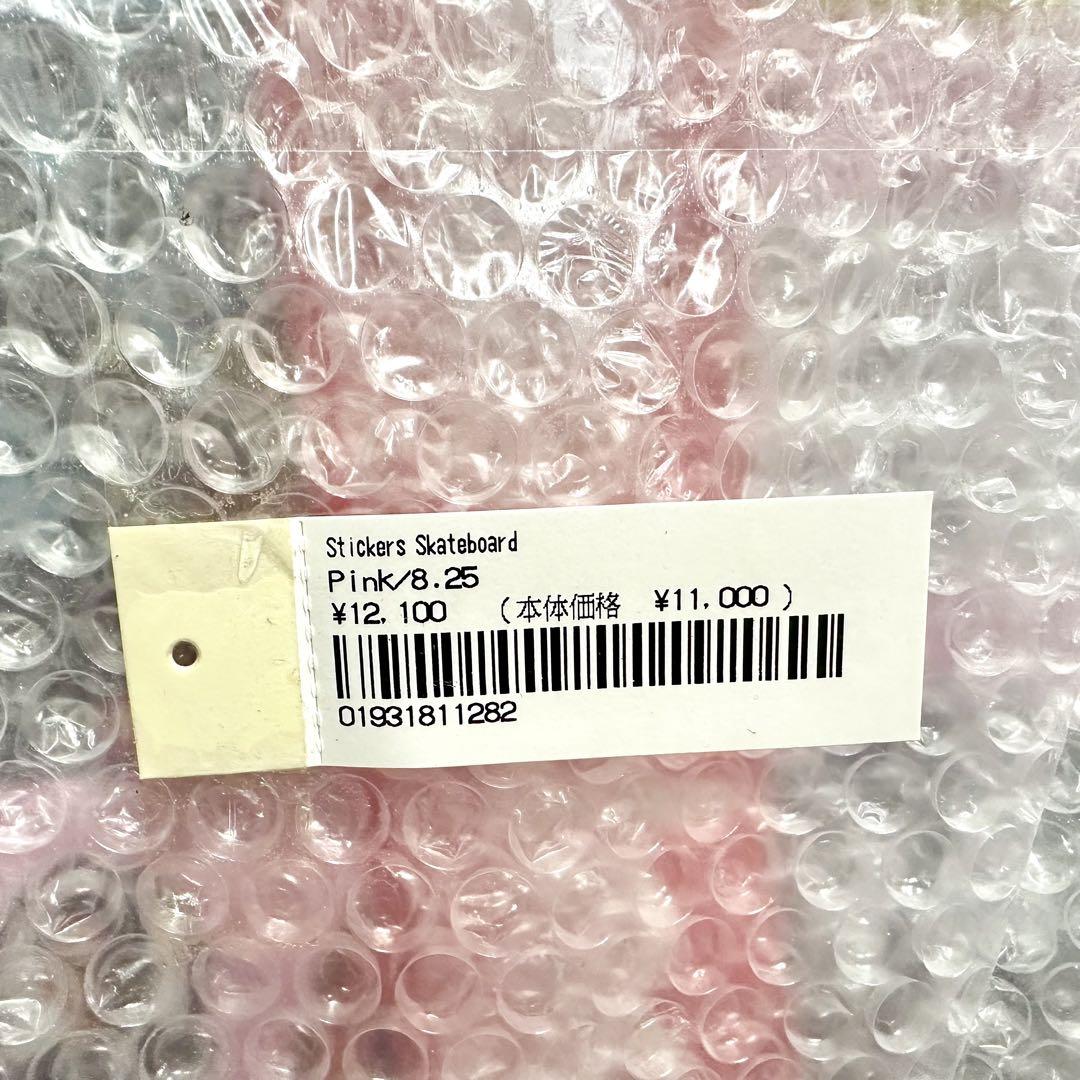 Stickers Skateboard
Pink/8.25
¥12,100 (本体価格 ¥11,000)
01931811282